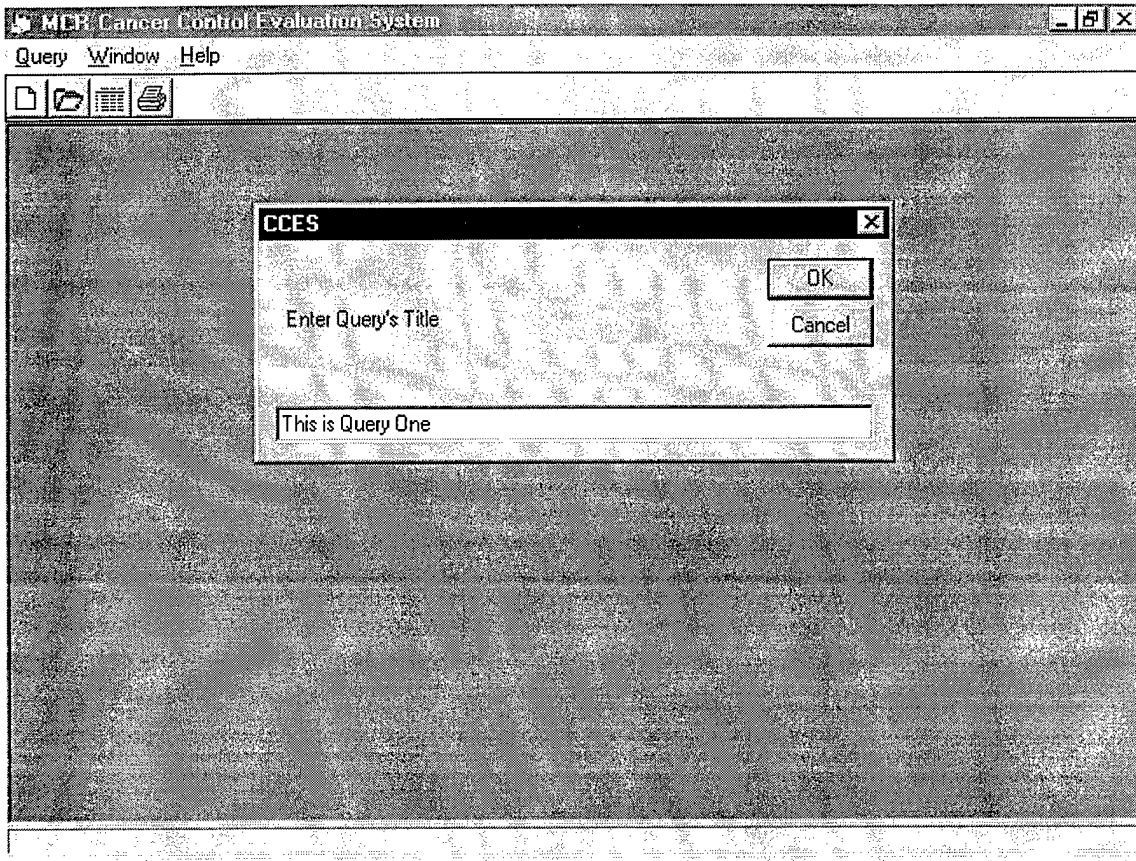 MCR Cancer Control Evaluation System
Query Window Help
CCES
OK
Enter Query's Title
Cancel
This is Query One